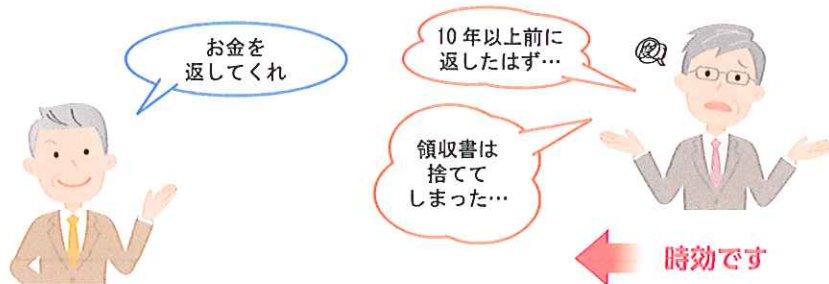 お金を
返してくれ
10年以上前に
返したはず…
領収書は
捨てて
しまった…
時効です